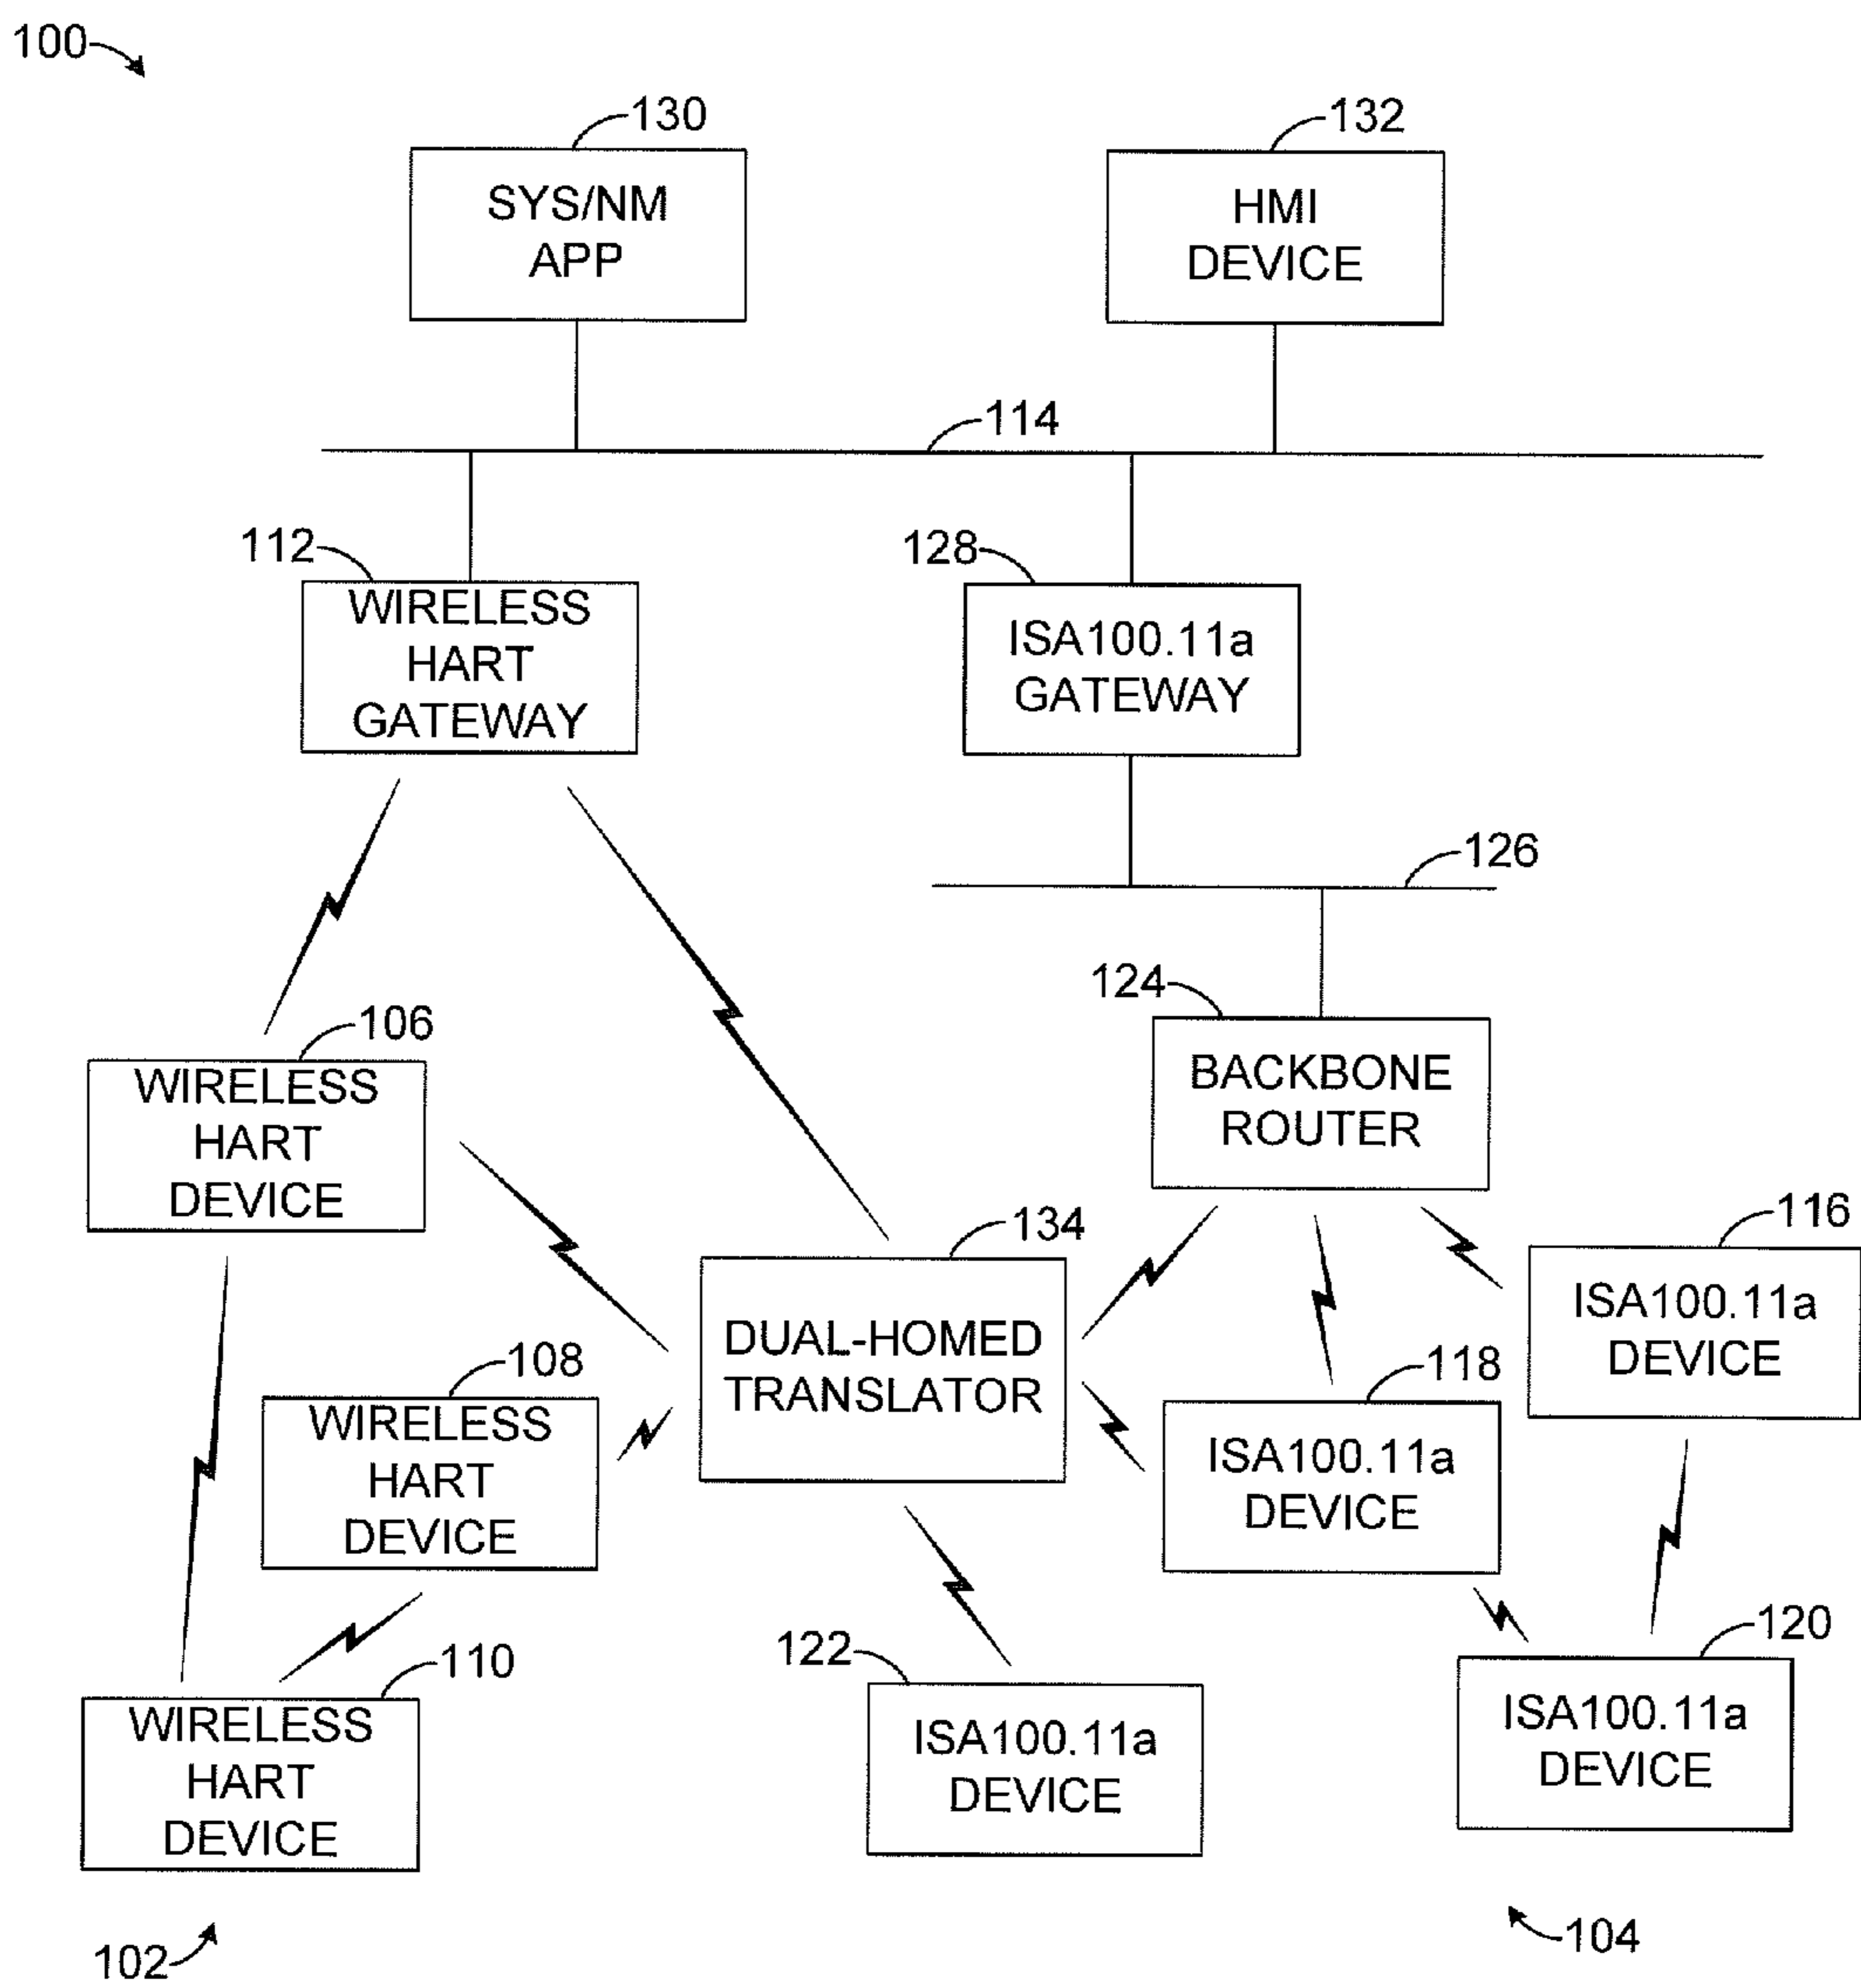 100
130
SYS/NM
APP
132
HMI
DEVICE
114
112
WIRELESS
HART
GATEWAY
128
ISA100.11a
GATEWAY
126
124
BACKBONE
ROUTER
106
WIRELESS
HART
DEVICE
134
DUAL-HOMED
TRANSLATOR
116
ISA100.11a
DEVICE
108
WIRELESS
HART
DEVICE
118
ISA100.11a
DEVICE
110
WIRELESS
HART
DEVICE
122
ISA100.11a
DEVICE
120
ISA100.11a
DEVICE
102
104